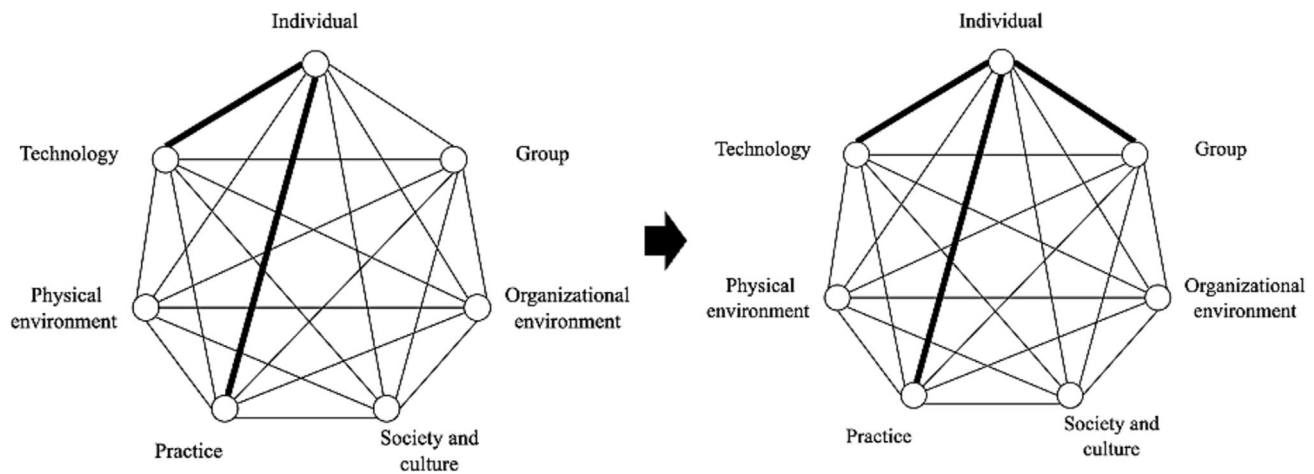 Individual
Technology
Group
Physical
environment
Organizational
environment
Practice
Society and
culture
Individual
Technology
Group
Physical
environment
Organizational
environment
Practice
Society and
culture